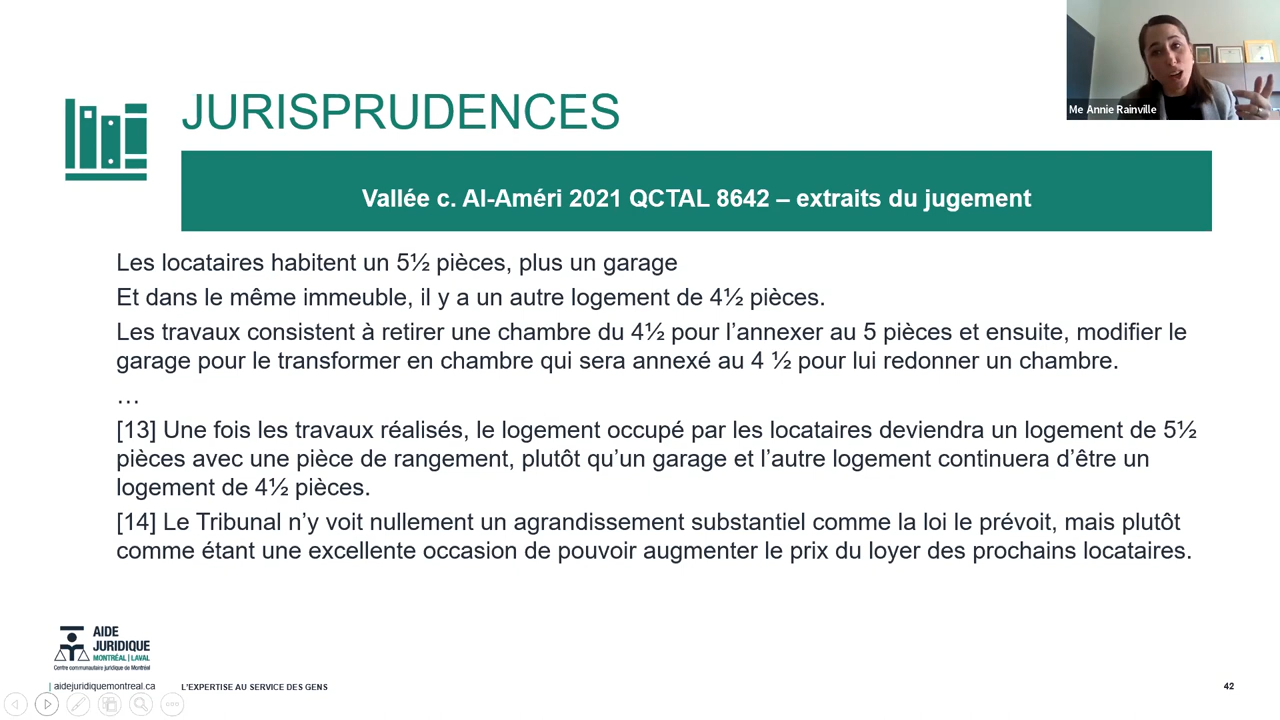 Me Annie Rainville
JURISPRUDENCES
Vallée c. Al-Améri 2021 QCTAL 8642 – extraits du jugement
Les locataires habitent un 5½ pièces, plus un garage
Et dans le même immeuble, il y a un autre logement de 4½ pièces.
Les travaux consistent à retirer une chambre du 4½ pour l’annexer au 5 pièces et ensuite, modifier le
garage pour le transformer en chambre qui sera annexé au 4 ½ pour lui redonner un chambre.
…
[13] Une fois les travaux réalisés, le logement occupé par les locataires deviendra un logement de 5½
pièces avec une pièce de rangement, plutôt qu’un garage et l’autre logement continuera d’être un
logement de 4½ pièces.
[14] Le Tribunal n’y voit nullement un agrandissement substantiel comme la loi le prévoit, mais plutôt
comme étant une excellente occasion de pouvoir augmenter le prix du loyer des prochains locataires.
AIDE
JURIDIQUE
MONTRÉAL | LAVAL
Centre communautaire juridique de Montréal
| aidejuridiquemontreal.ca
L'EXPERTISE AU SERVICE DES GENS
42